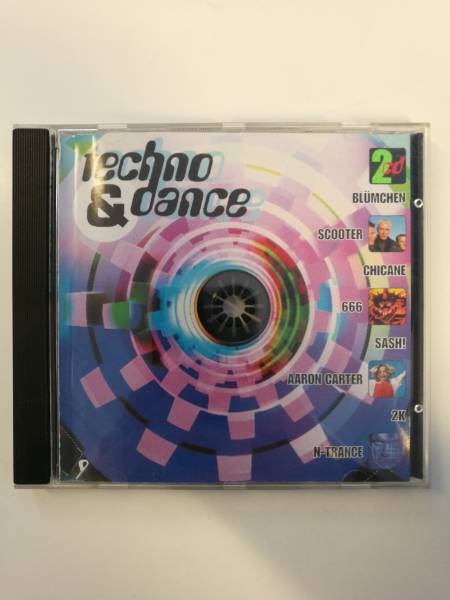 techno
& dance
2cd
BLÜMCHEN
SCOOTER
CHICANE
666
SASH!
AARON CARTER
2K
N-TRANCE